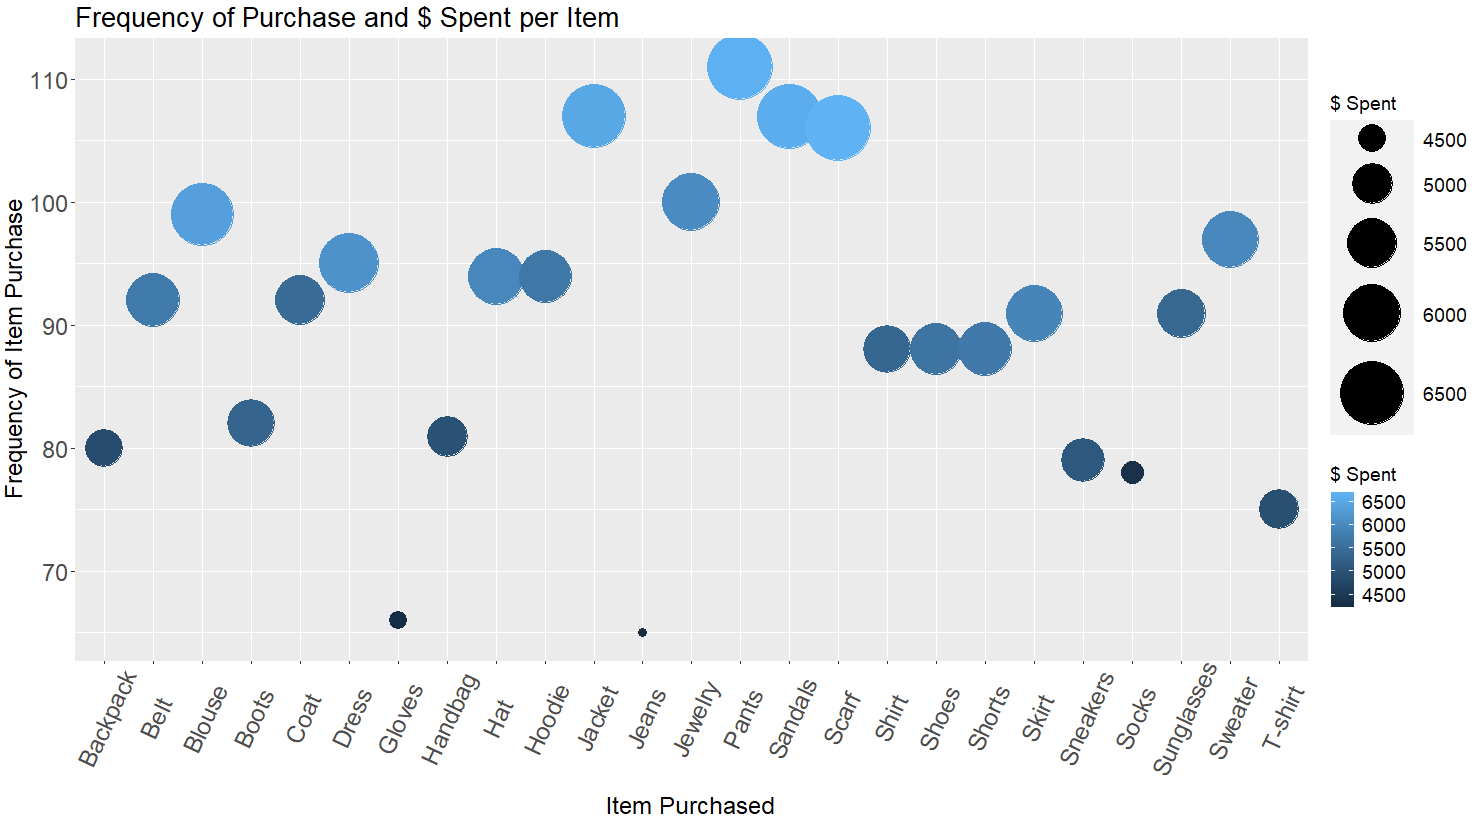 Frequency of Purchase and $ Spent per Item
Frequency of Item Purchase
110
100
90
80
70
Backpack
Belt
Blouse
Boots
Coat
Dress
Gloves
Handbag
Hat
Hoodie
Jacket
Jeans
Jewelry
Pants
Sandals
Scarf
Shirt
Shoes
Shorts
Skirt
Sneakers
Socks
Sunglasses
Sweater
T-shirt
Item Purchased
$ Spent
4500
5000
5500
6000
6500
$ Spent
6500
6000
5500
5000
4500